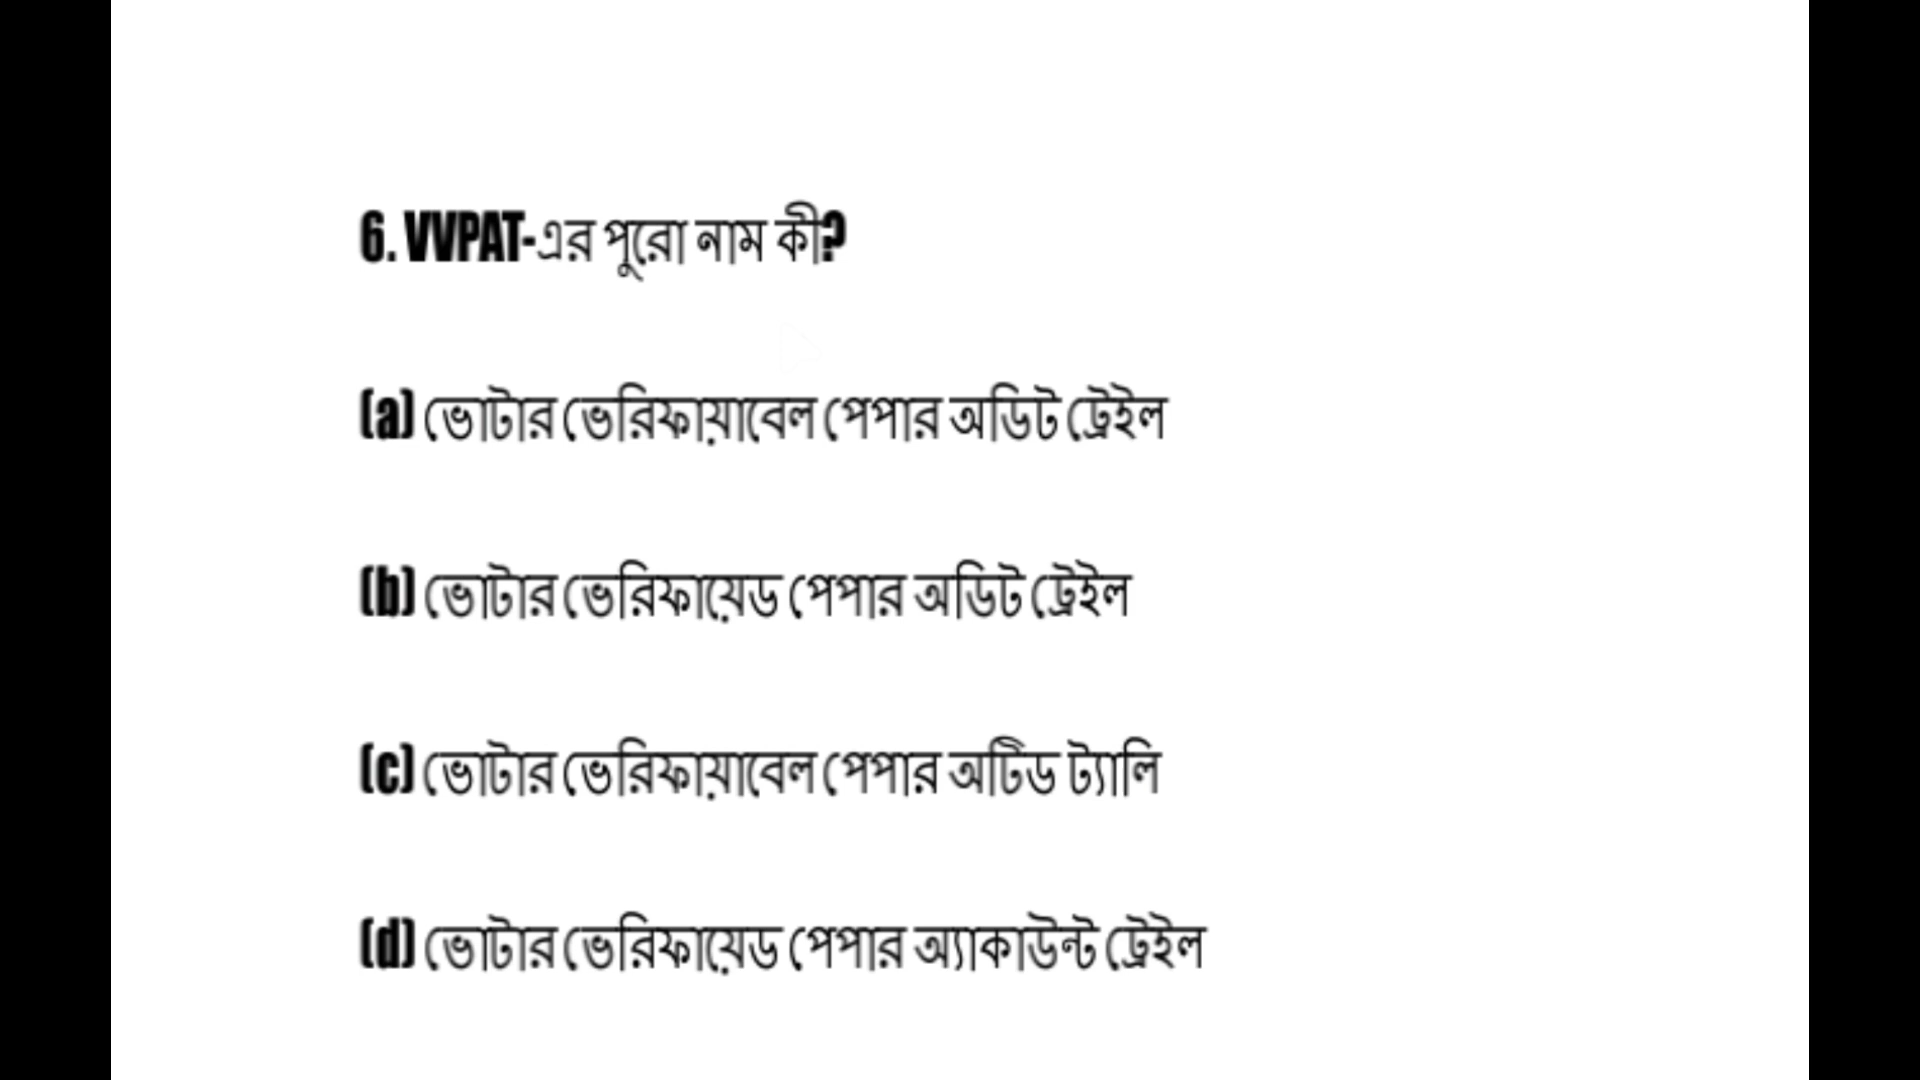 6. VVPAT-এর পুরো নাম কী?
(a) ভোটার ভেরিফায়াবেল পেপার অডিট ট্রেইল
(b) ভোটার ভেরিফায়েড পেপার অডিট ট্রেইল
(c) ভোটার ভেরিফায়াবেল পেপার অটিড ট্যালি
(d) ভোটার ভেরিফায়েড পেপার অ্যাকাউন্ট ট্রেইল